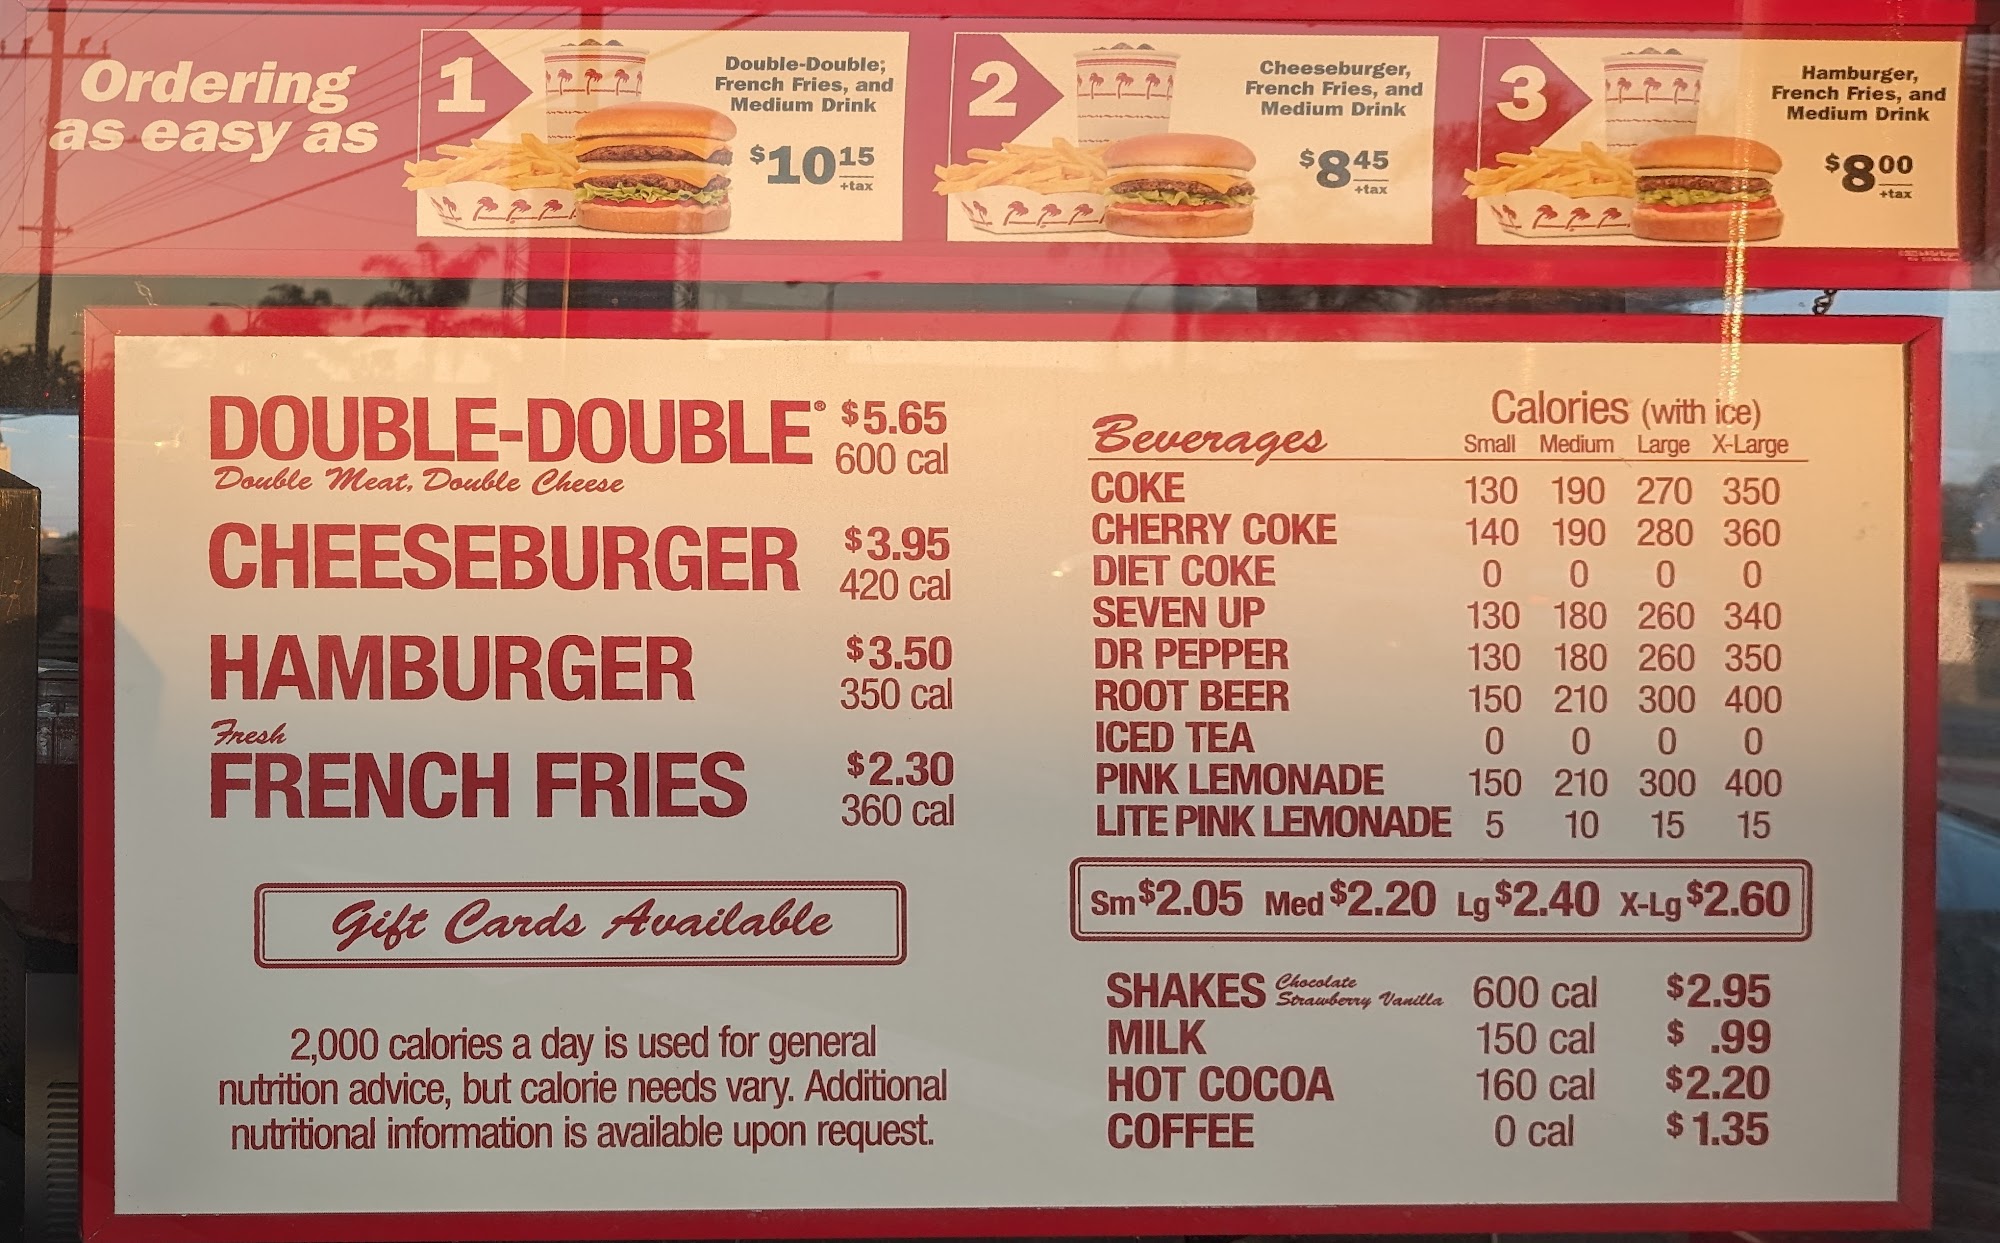 Ordering
as easy as
1
Double-Double,
French Fries, and
Medium Drink
$10 15
+tax
2
Cheeseburger,
French Fries, and
Medium Drink
$8 45
+tax
3
Hamburger,
French Fries, and
Medium Drink
$8 00
+tax
DOUBLE-DOUBLE® $5.65
Double Meat, Double Cheese 600 cal
CHEESEBURGER $3.95
420 cal
HAMBURGER $3.50
350 cal
Fresh
FRENCH FRIES $2.30
360 cal
Gift Cards Available
2,000 calories a day is used for general
nutrition advice, but calorie needs vary. Additional
nutritional information is available upon request.
Calories (with ice)
Beverages Small Medium Large X-Large
COKE 130 190 270 350
CHERRY COKE 140 190 280 360
DIET COKE 0 0 0 0
SEVEN UP 130 180 260 340
DR PEPPER 130 180 260 350
ROOT BEER 150 210 300 400
ICED TEA 0 0 0 0
PINK LEMONADE 150 210 300 400
LITE PINK LEMONADE 5 10 15 15
Sm $2.05 Med $2.20 Lg $2.40 X-Lg $2.60
SHAKES Chocolate Strawberry Vanilla 600 cal $2.95
MILK 150 cal $ .99
HOT COCOA 160 cal $2.20
COFFEE 0 cal $1.35